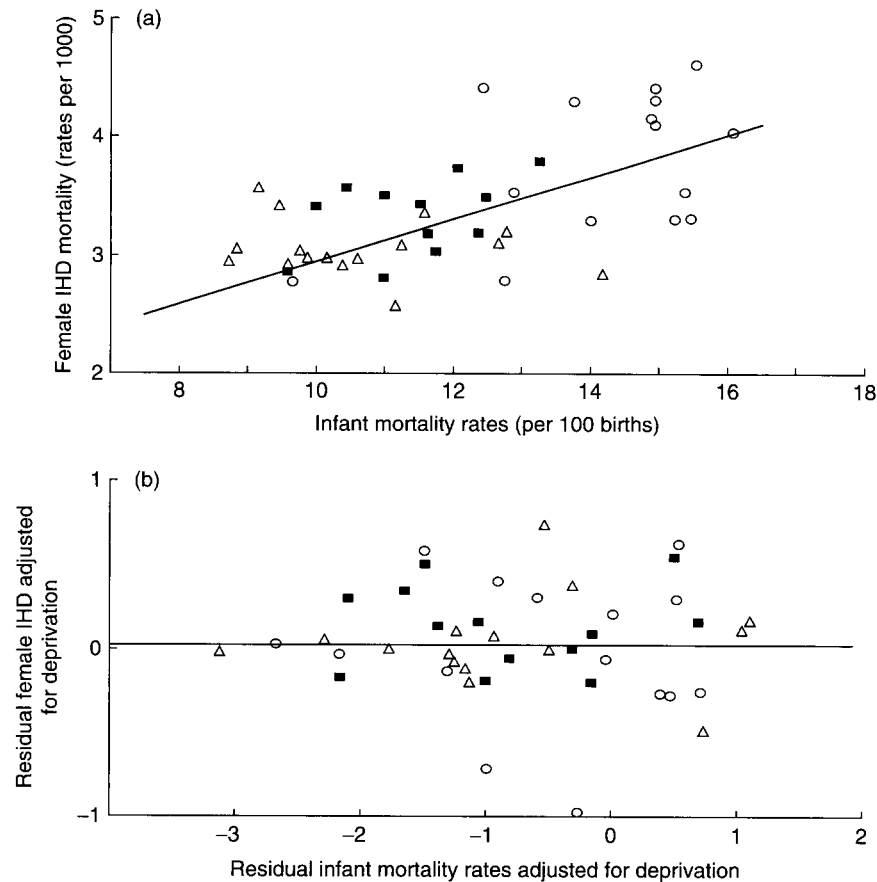 (a)
Female IHD mortality (rates per 1000)
5
4
3
2
8 10 12 14 16 18
Infant mortality rates (per 100 births)
(b)
Residual female IHD adjusted
for deprivation
1
0
−1
−3 −2 −1 0 1 2
Residual infant mortality rates adjusted for deprivation